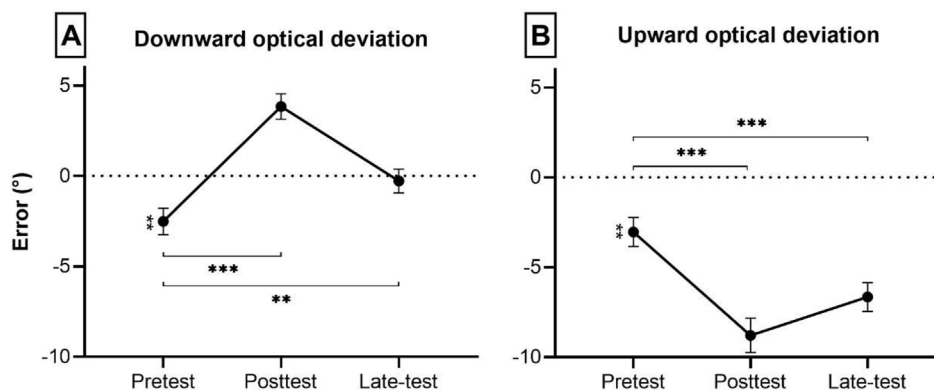 A
Downward optical deviation
Error (°)
5
0
-5
-10
**
***
**
Pretest
Posttest
Late-test
B
Upward optical deviation
5
0
-5
-10
***
***
**
Pretest
Posttest
Late-test